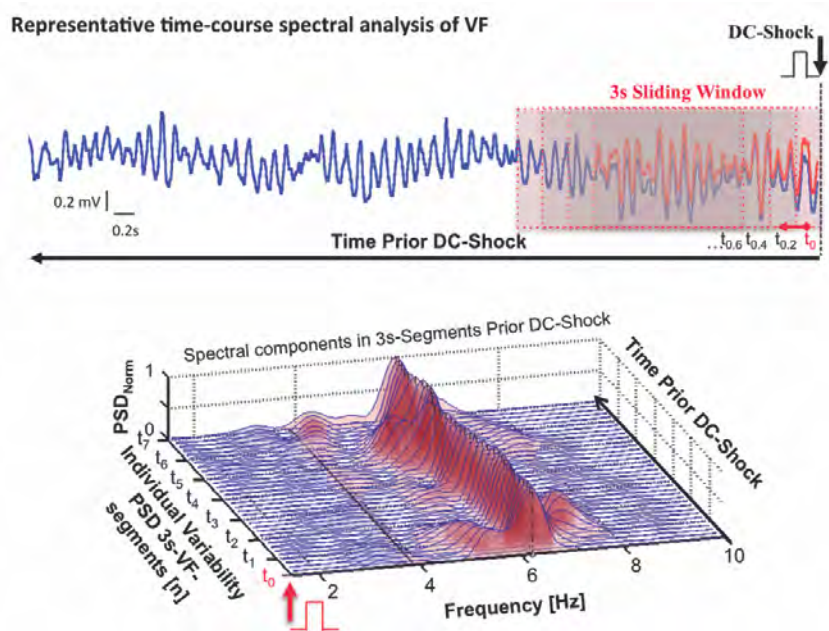 Representative time-course spectral analysis of VF
DC-Shock
3s Sliding Window
0.2 mV
0.2s
...t0.6 t0.4 t0.2 t0
Time Prior DC-Shock
Spectral components in 3s-Segments Prior DC-Shock
Time Prior DC-Shock
PSDNorm
1
0
t7
t6
t5
t4
t3
t2
t1
t0
Individual Variability
PSD 3s-VF-
segments [n]
2
4
6
8
10
Frequency [Hz]